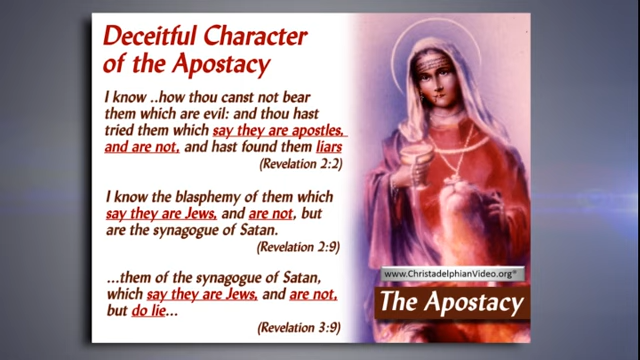 Deceitful Character
of the Apostacy
I know ..how thou canst not bear
them which are evil: and thou hast
tried them which say they are apostles,
and are not, and hast found them liars
(Revelation 2:2)
I know the blasphemy of them which
say they are Jews, and are not, but
are the synagogue of Satan.
(Revelation 2:9)
...them of the synagogue of Satan,
which say they are Jews, and are not,
but do lie...
(Revelation 3:9)
www.ChristadelphianVideo.org®
The Apostacy